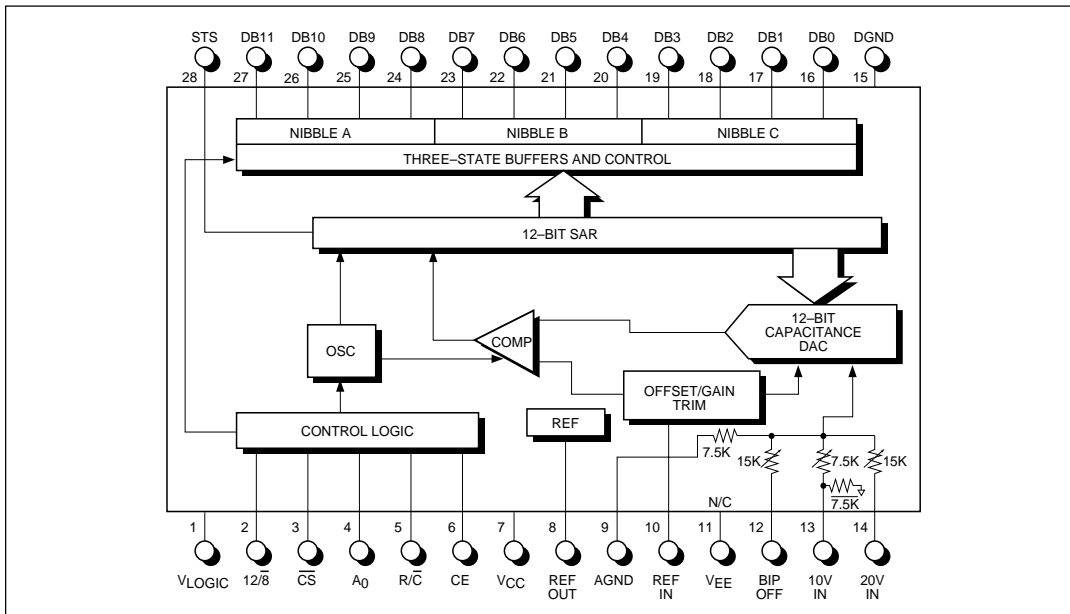 STS DB11 DB10 DB9 DB8 DB7 DB6 DB5 DB4 DB3 DB2 DB1 DB0 DGND
28 27 26 25 24 23 22 21 20 19 18 17 16 15
NIBBLE A NIBBLE B NIBBLE C
THREE–STATE BUFFERS AND CONTROL
12–BIT SAR
12–BIT
CAPACITANCE
DAC
COMP
OSC
OFFSET/GAIN
TRIM
REF
CONTROL LOGIC
7.5K
15K 7.5K 15K
7.5K
N/C
1 2 3 4 5 6 7 8 9 10 11 12 13 14
VLOGIC 12/8̅ C̅S̅ A0 R/C̅ CE VCC REF AGND REF VEE BIP 10V 20V
OUT IN OFF IN IN